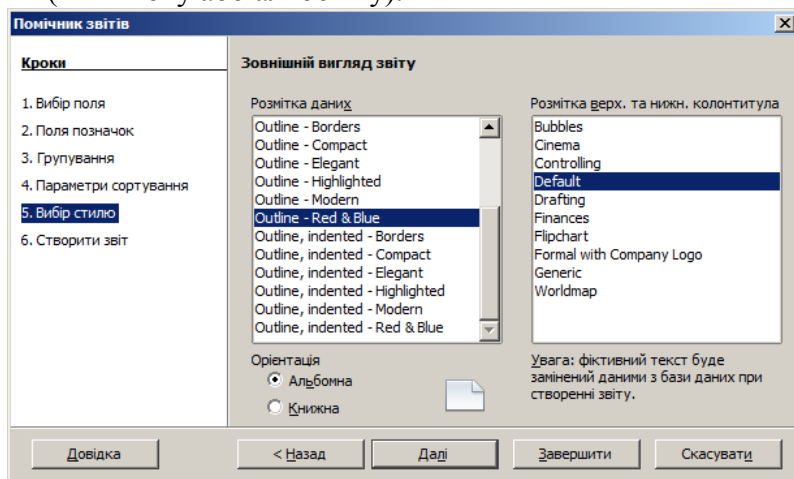 Помічник звітів
Кроки
1. Вибір поля
2. Поля позначок
3. Групування
4. Параметри сортування
5. Вибір стилю
6. Створити звіт
Зовнішній вигляд звіту
Розмітка даних
Outline - Borders
Outline - Compact
Outline - Elegant
Outline - Highlighted
Outline - Modern
Outline - Red & Blue
Outline, indented - Borders
Outline, indented - Compact
Outline, indented - Elegant
Outline, indented - Highlighted
Outline, indented - Modern
Outline, indented - Red & Blue
Розмітка верх. та нижн. колонтитула
Bubbles
Cinema
Controlling
Default
Drafting
Finances
Flipchart
Formal with Company Logo
Generic
Worldmap
Орієнтація
Альбомна
Книжна
Увага: фіктивний текст буде
замінений даними з бази даних при
створенні звіту.
Довідка
< Назад
Далі
Завершити
Скасувати